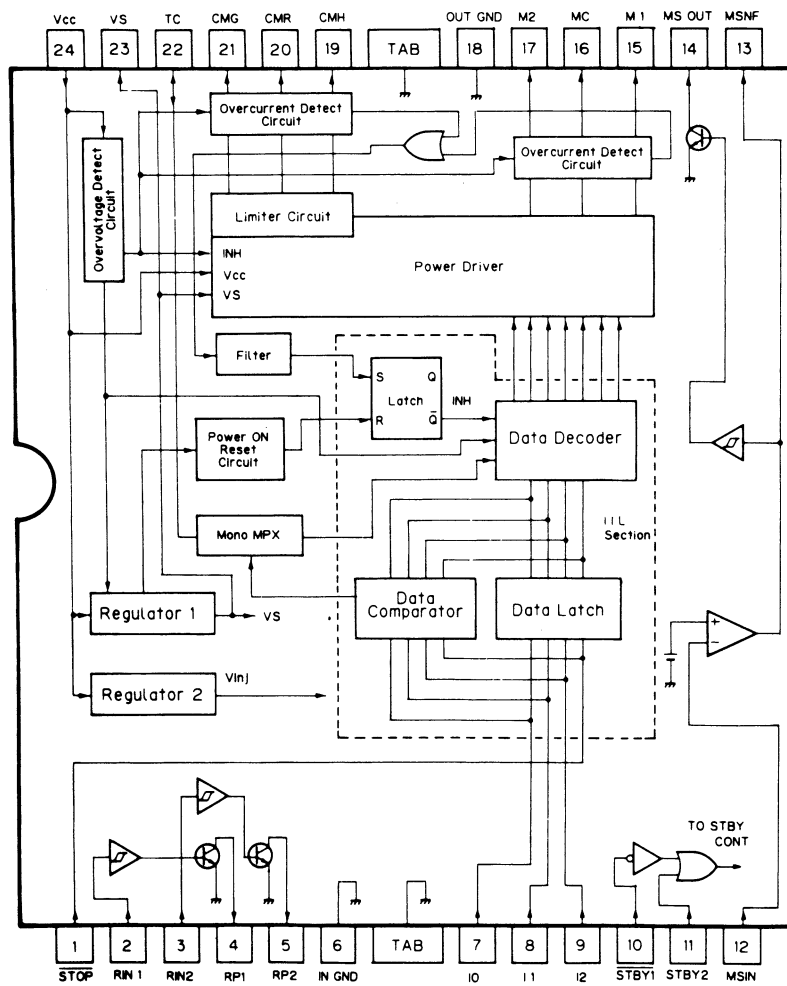 Vcc VS TC CMG CMR CMH OUT GND M2 MC M1 MS OUT MSNF
24 23 22 21 20 19 TAB 18 17 16 15 14 13
Overcurrent Detect
Circuit
Overcurrent Detect
Circuit
Overvoltage Detect
Circuit
Limiter Circuit
INH
Vcc
VS
Power Driver
Filter
S Q
Latch
R Q
INH
Power ON
Reset
Circuit
Data Decoder
Mono MPX
IIL
Section
Data
Comparator
Data Latch
Regulator 1
VS
+
−
Regulator 2
Vinj
TO STBY
CONT
1 2 3 4 5 6 TAB 7 8 9 10 11 12
STOP RIN 1 RIN2 RP1 RP2 IN GND I0 I1 I2 STBY1 STBY2 MSIN